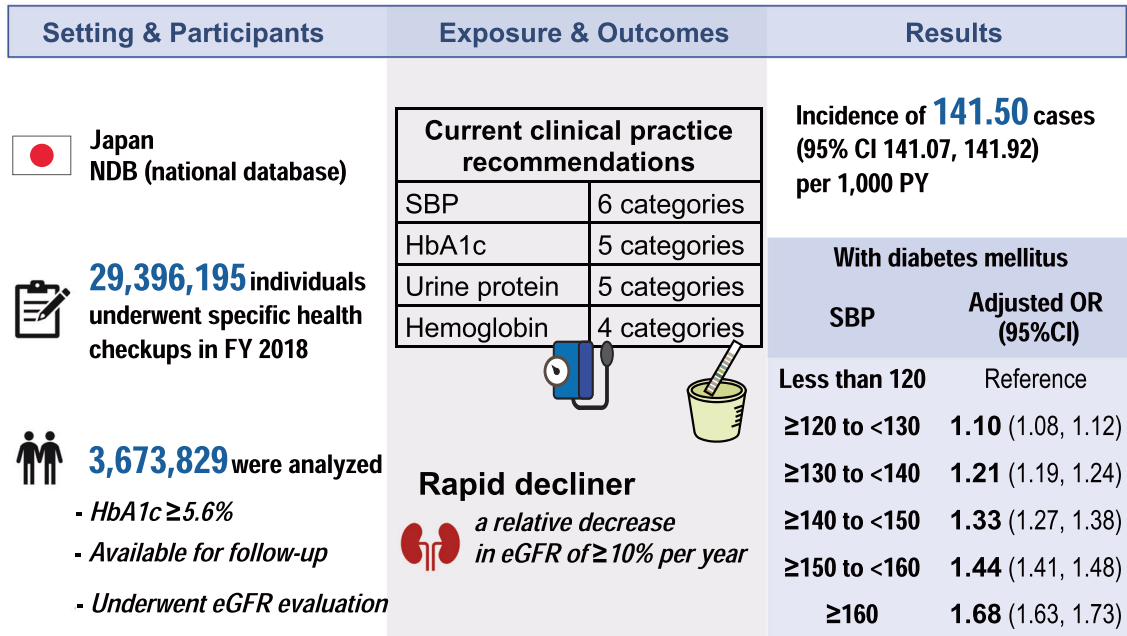 Setting & Participants
Exposure & Outcomes
Results
Japan
NDB (national database)
29,396,195 individuals
underwent specific health
checkups in FY 2018
3,673,829 were analyzed
- HbA1c ≥5.6%
- Available for follow-up
- Underwent eGFR evaluation
Current clinical practice
recommendations
SBP 6 categories
HbA1c 5 categories
Urine protein 5 categories
Hemoglobin 4 categories
Rapid decliner
a relative decrease
in eGFR of ≥10% per year
Incidence of 141.50 cases
(95% CI 141.07, 141.92)
per 1,000 PY
With diabetes mellitus
SBP Adjusted OR
(95%CI)
Less than 120 Reference
≥120 to <130 1.10 (1.08, 1.12)
≥130 to <140 1.21 (1.19, 1.24)
≥140 to <150 1.33 (1.27, 1.38)
≥150 to <160 1.44 (1.41, 1.48)
≥160 1.68 (1.63, 1.73)